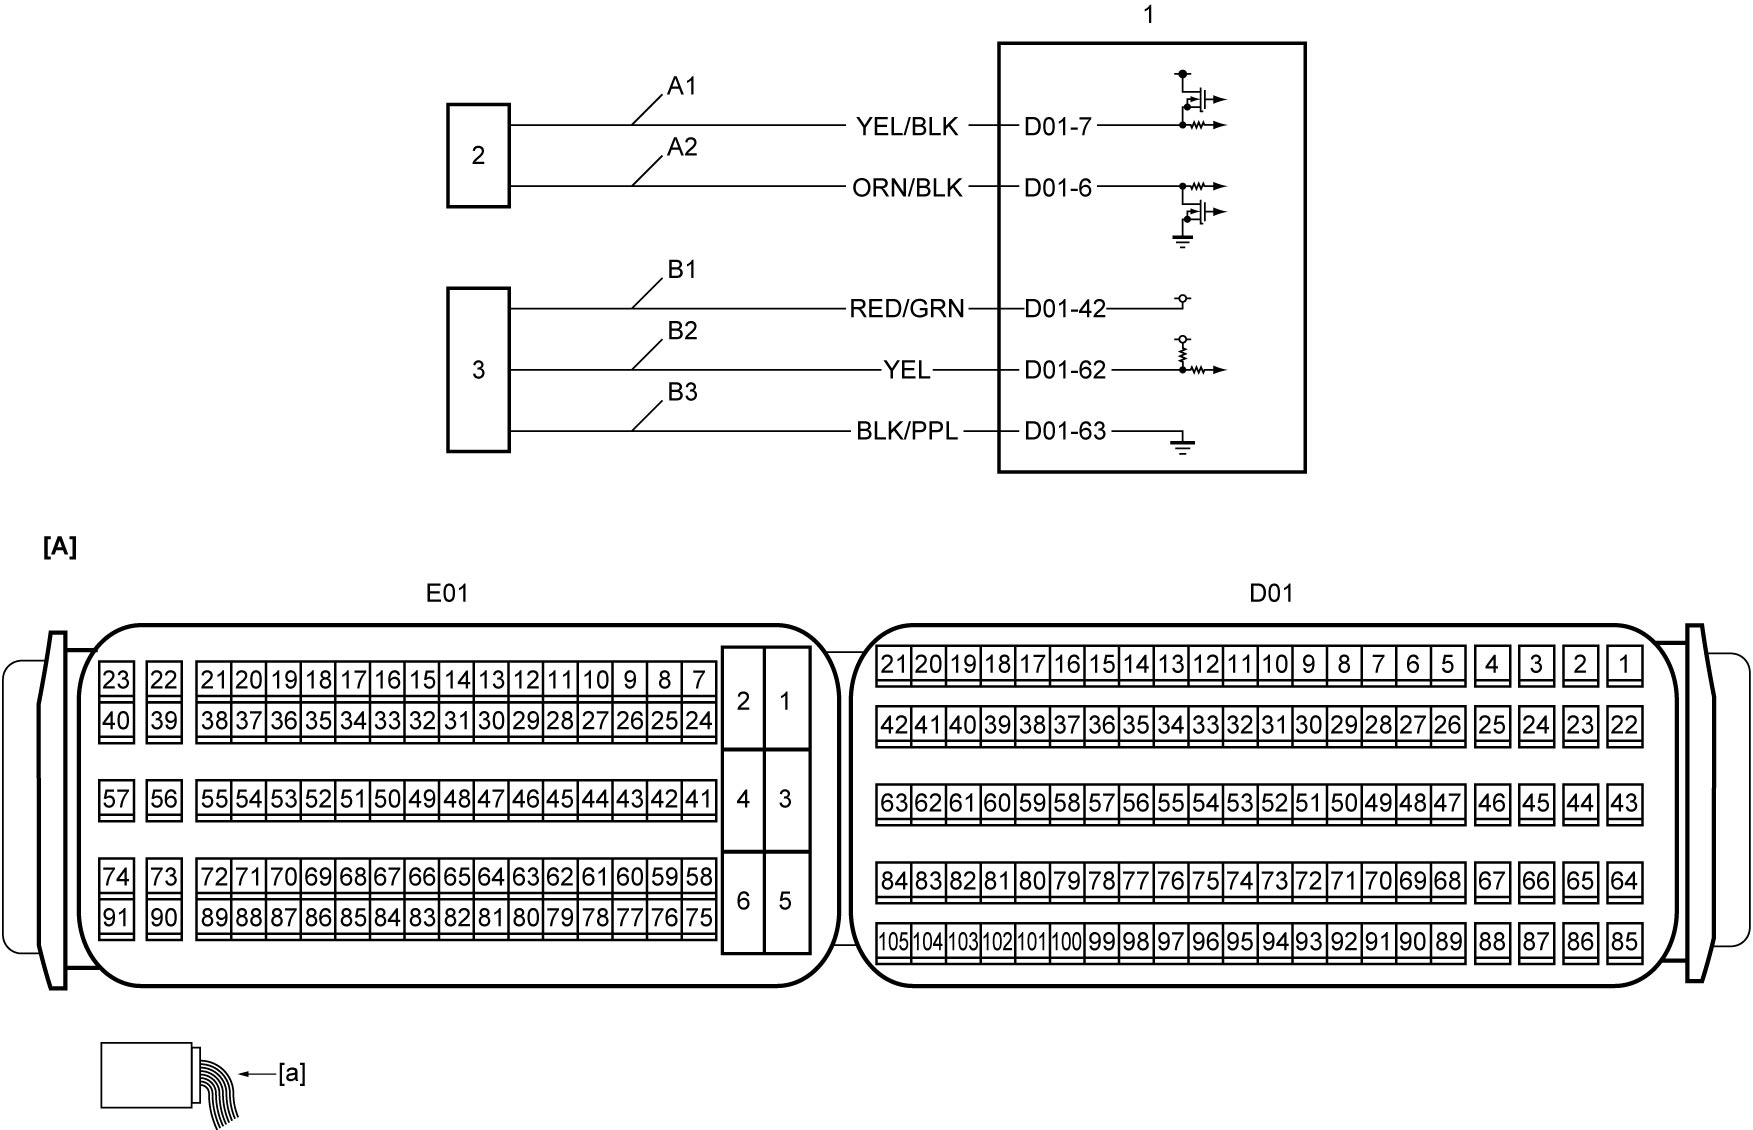 1
A1
2 YEL/BLK D01-7
A2
ORN/BLK D01-6
B1
RED/GRN D01-42
B2
3 YEL D01-62
B3
BLK/PPL D01-63
[A]
E01 D01
23 22 21 20 19 18 17 16 15 14 13 12 11 10 9 8 7
40 39 38 37 36 35 34 33 32 31 30 29 28 27 26 25 24
2 1
57 56 55 54 53 52 51 50 49 48 47 46 45 44 43 42 41
4 3
74 73 72 71 70 69 68 67 66 65 64 63 62 61 60 59 58
91 90 89 88 87 86 85 84 83 82 81 80 79 78 77 76 75
6 5
21 20 19 18 17 16 15 14 13 12 11 10 9 8 7 6 5 4 3 2 1
42 41 40 39 38 37 36 35 34 33 32 31 30 29 28 27 26 25 24 23 22
63 62 61 60 59 58 57 56 55 54 53 52 51 50 49 48 47 46 45 44 43
84 83 82 81 80 79 78 77 76 75 74 73 72 71 70 69 68 67 66 65 64
105 104 103 102 101 100 99 98 97 96 95 94 93 92 91 90 89 88 87 86 85
[a]